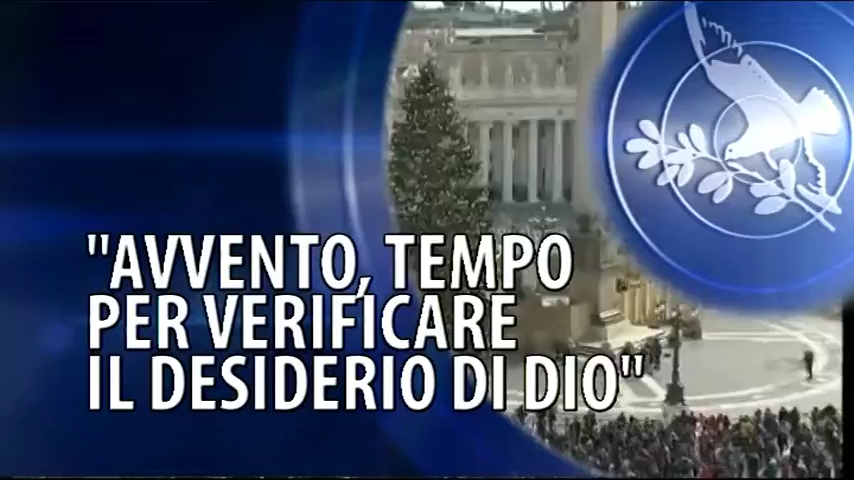 "AVVENTO, TEMPO
PER VERIFICARE
IL DESIDERIO DI DIO"